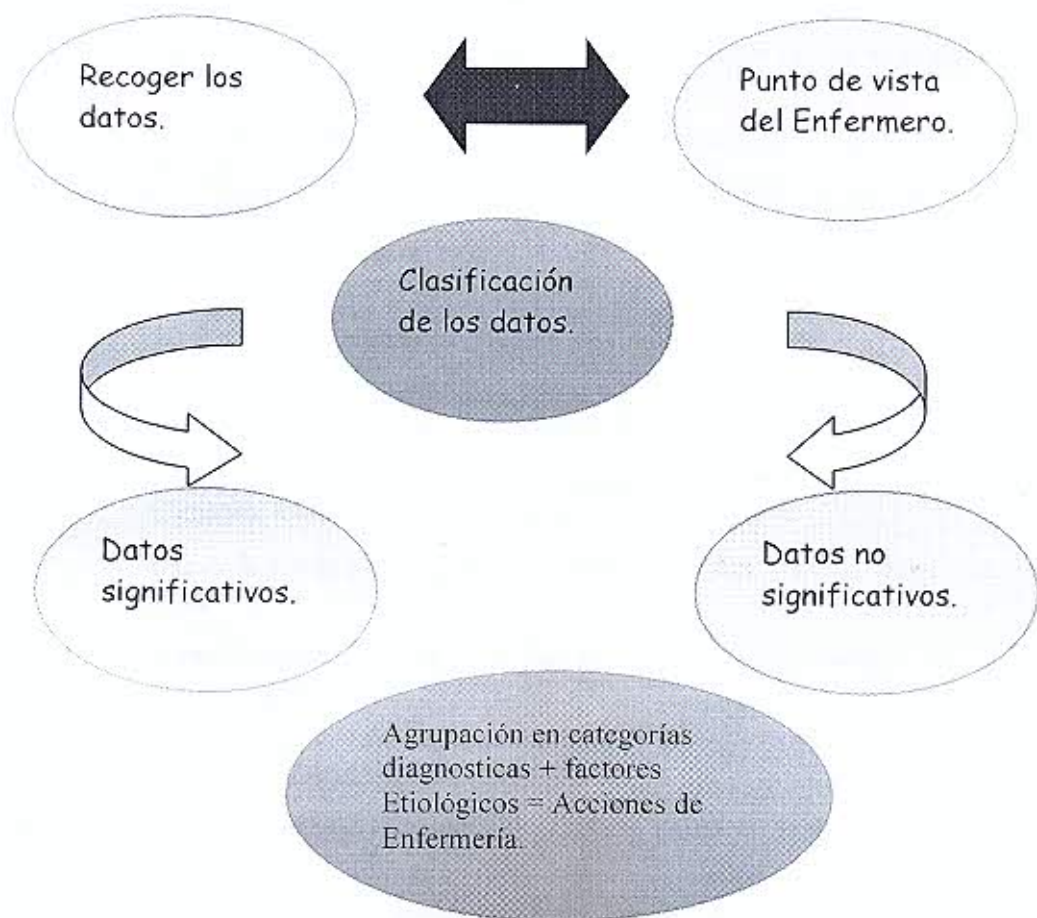 Recoger los
datos.
Punto de vista
del Enfermero.
Clasificación
de los datos.
Datos
significativos.
Datos no
significativos.
Agrupación en categorías
diagnosticas + factores
Etiológicos = Acciones de
Enfermería.